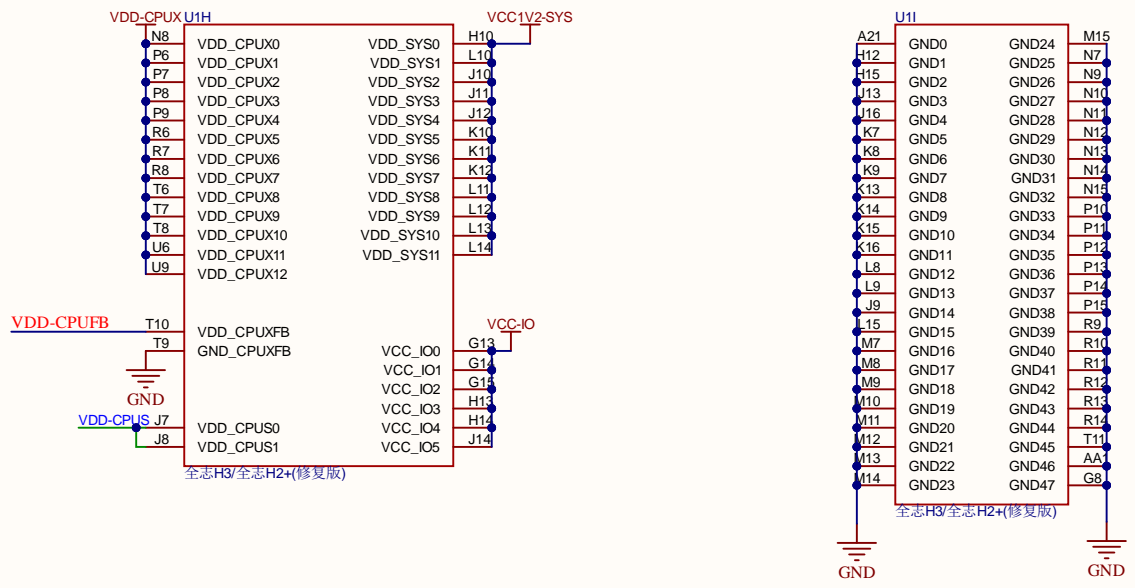 VDD-CPUX U1H VCC1V2-SYS
N8 VDD_CPUX0 VDD_SYS0 H10
P6 VDD_CPUX1 VDD_SYS1 L10
P7 VDD_CPUX2 VDD_SYS2 J10
P8 VDD_CPUX3 VDD_SYS3 J11
P9 VDD_CPUX4 VDD_SYS4 J12
R6 VDD_CPUX5 VDD_SYS5 K10
R7 VDD_CPUX6 VDD_SYS6 K11
R8 VDD_CPUX7 VDD_SYS7 K12
T6 VDD_CPUX8 VDD_SYS8 L11
T7 VDD_CPUX9 VDD_SYS9 L12
T8 VDD_CPUX10 VDD_SYS10 L13
U6 VDD_CPUX11 VDD_SYS11 L14
U9 VDD_CPUX12
VDD-CPUFB T10 VDD_CPUXFB VCC-IO
T9 GND_CPUXFB VCC_IO0 G13
VCC_IO1 G14
VCC_IO2 G15
GND VCC_IO3 H13
VDD-CPUS J7 VDD_CPUS0 VCC_IO4 H14
J8 VDD_CPUS1 VCC_IO5 J14
全志H3/全志H2+(修复版)
U1I
A21 GND0 GND24 M15
H12 GND1 GND25 N7
H15 GND2 GND26 N9
J13 GND3 GND27 N10
J16 GND4 GND28 N11
K7 GND5 GND29 N12
K8 GND6 GND30 N13
K9 GND7 GND31 N14
K13 GND8 GND32 N15
K14 GND9 GND33 P10
K15 GND10 GND34 P11
K16 GND11 GND35 P12
L8 GND12 GND36 P13
L9 GND13 GND37 P14
J9 GND14 GND38 P15
L15 GND15 GND39 R9
M7 GND16 GND40 R10
M8 GND17 GND41 R11
M9 GND18 GND42 R12
M10 GND19 GND43 R13
M11 GND20 GND44 R14
M12 GND21 GND45 T11
M13 GND22 GND46 AA1
M14 GND23 GND47 G8
全志H3/全志H2+(修复版)
GND GND